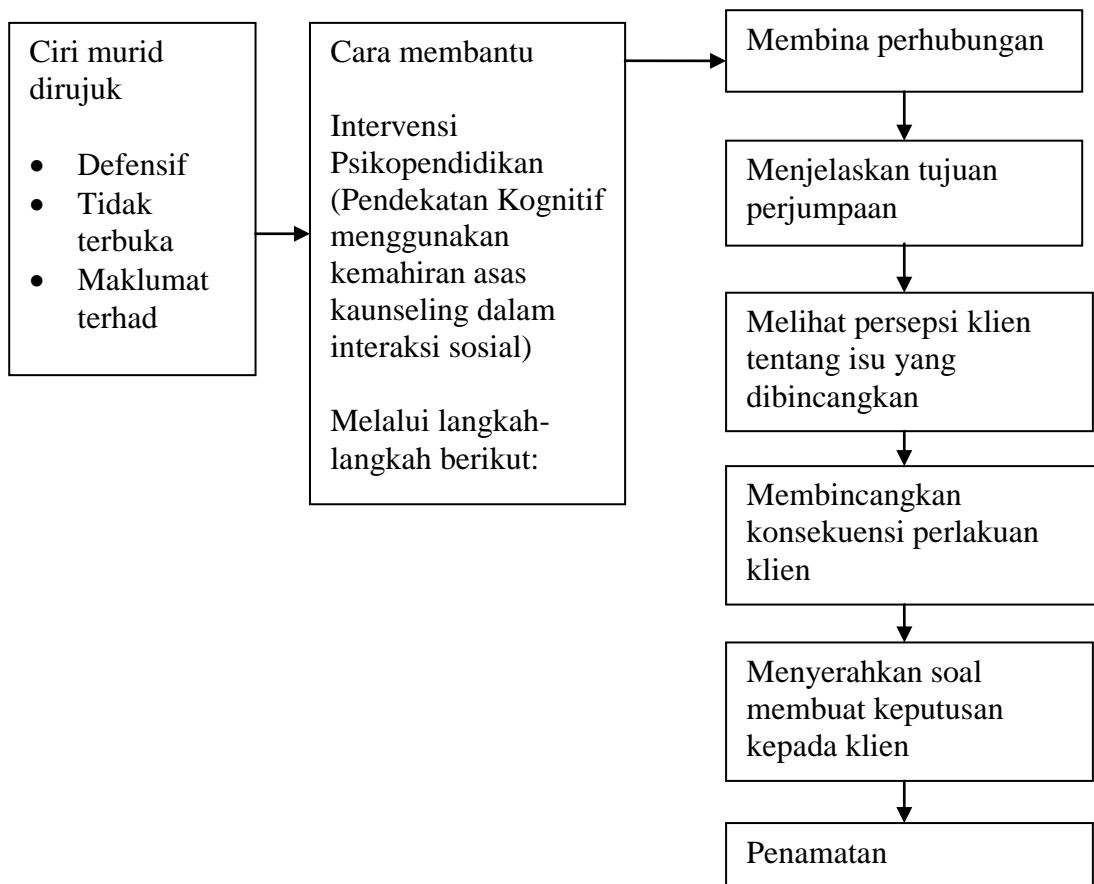 Ciri murid
dirujuk
• Defensif
• Tidak
terbuka
• Maklumat
terhad
Cara membantu
Intervensi
Psikopendidikan
(Pendekatan Kognitif
menggunakan
kemahiran asas
kaunseling dalam
interaksi sosial)
Melalui langkah-
langkah berikut:
Membina perhubungan
Menjelaskan tujuan
perjumpaan
Melihat persepsi klien
tentang isu yang
dibincangkan
Membincangkan
konsekuensi perlakuan
klien
Menyerahkan soal
membuat keputusan
kepada klien
Penamatan